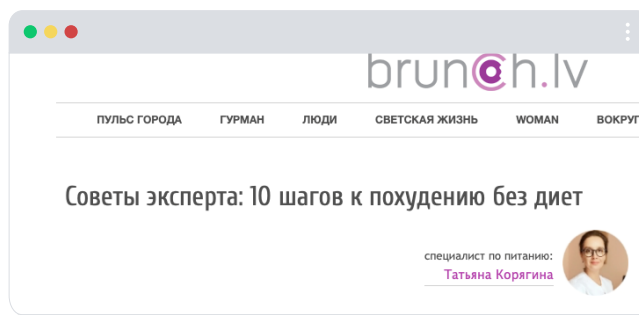 brunch.lv
ПУЛЬС ГОРОДА ГУРМАН ЛЮДИ СВЕТСКАЯ ЖИЗНЬ WOMAN ВОКРУГ
Советы эксперта: 10 шагов к похудению без диет
специалист по питанию:
Татьяна Корягина